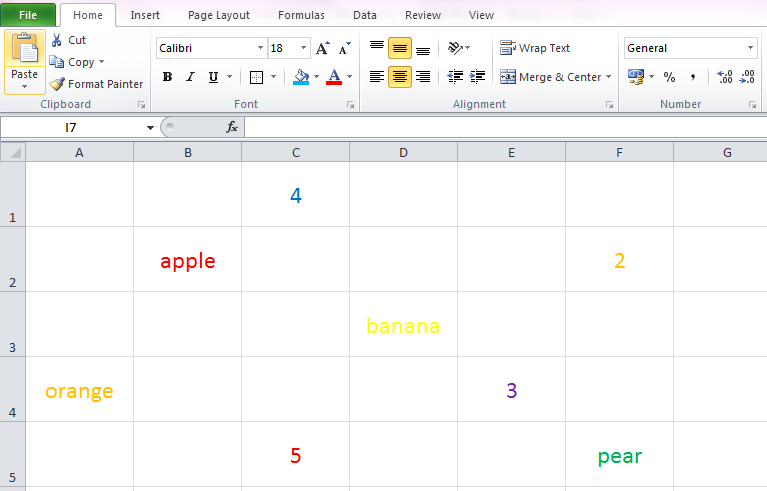 File Home Insert Page Layout Formulas Data Review View
Paste
Cut
Copy
Format Painter
Clipboard
Calibri 18 A A
B I U A
Font
Wrap Text
Merge & Center
Alignment
General
% , .00 .00
Number
I7 fx
A B C D E F G
1 4
2 apple 2
3 banana
4 orange 3
5 5 pear